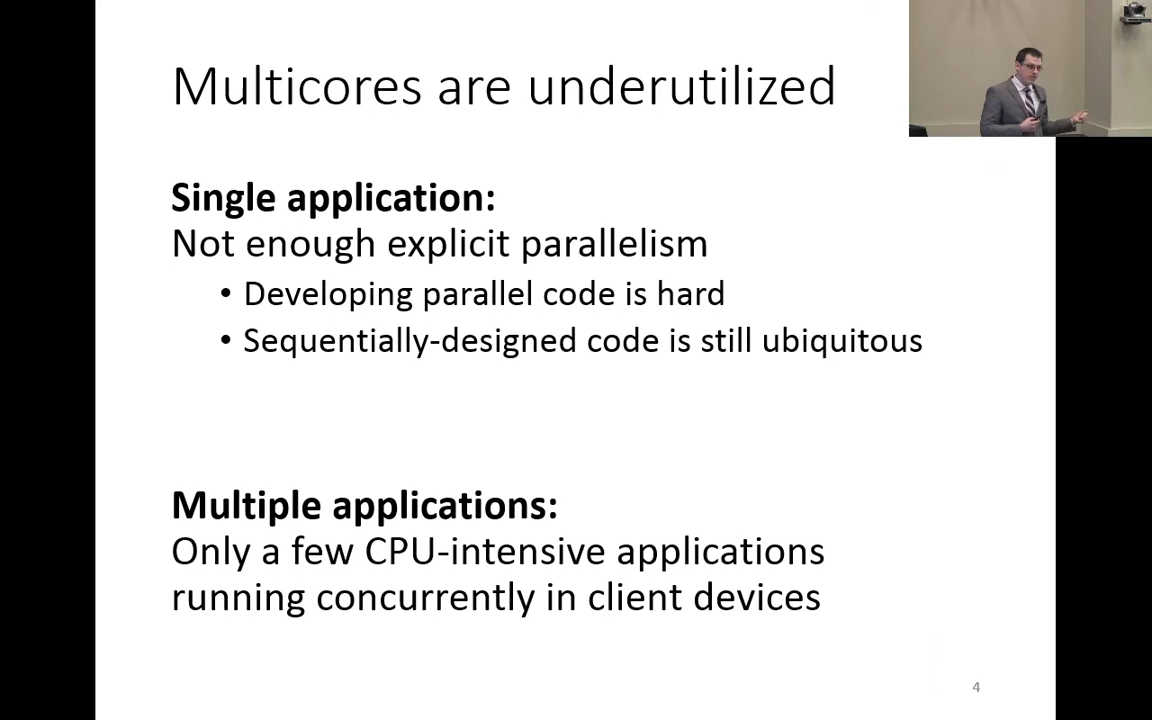 Multicores are underutilized
Single application:
Not enough explicit parallelism
• Developing parallel code is hard
• Sequentially-designed code is still ubiquitous
Multiple applications:
Only a few CPU-intensive applications
running concurrently in client devices
4